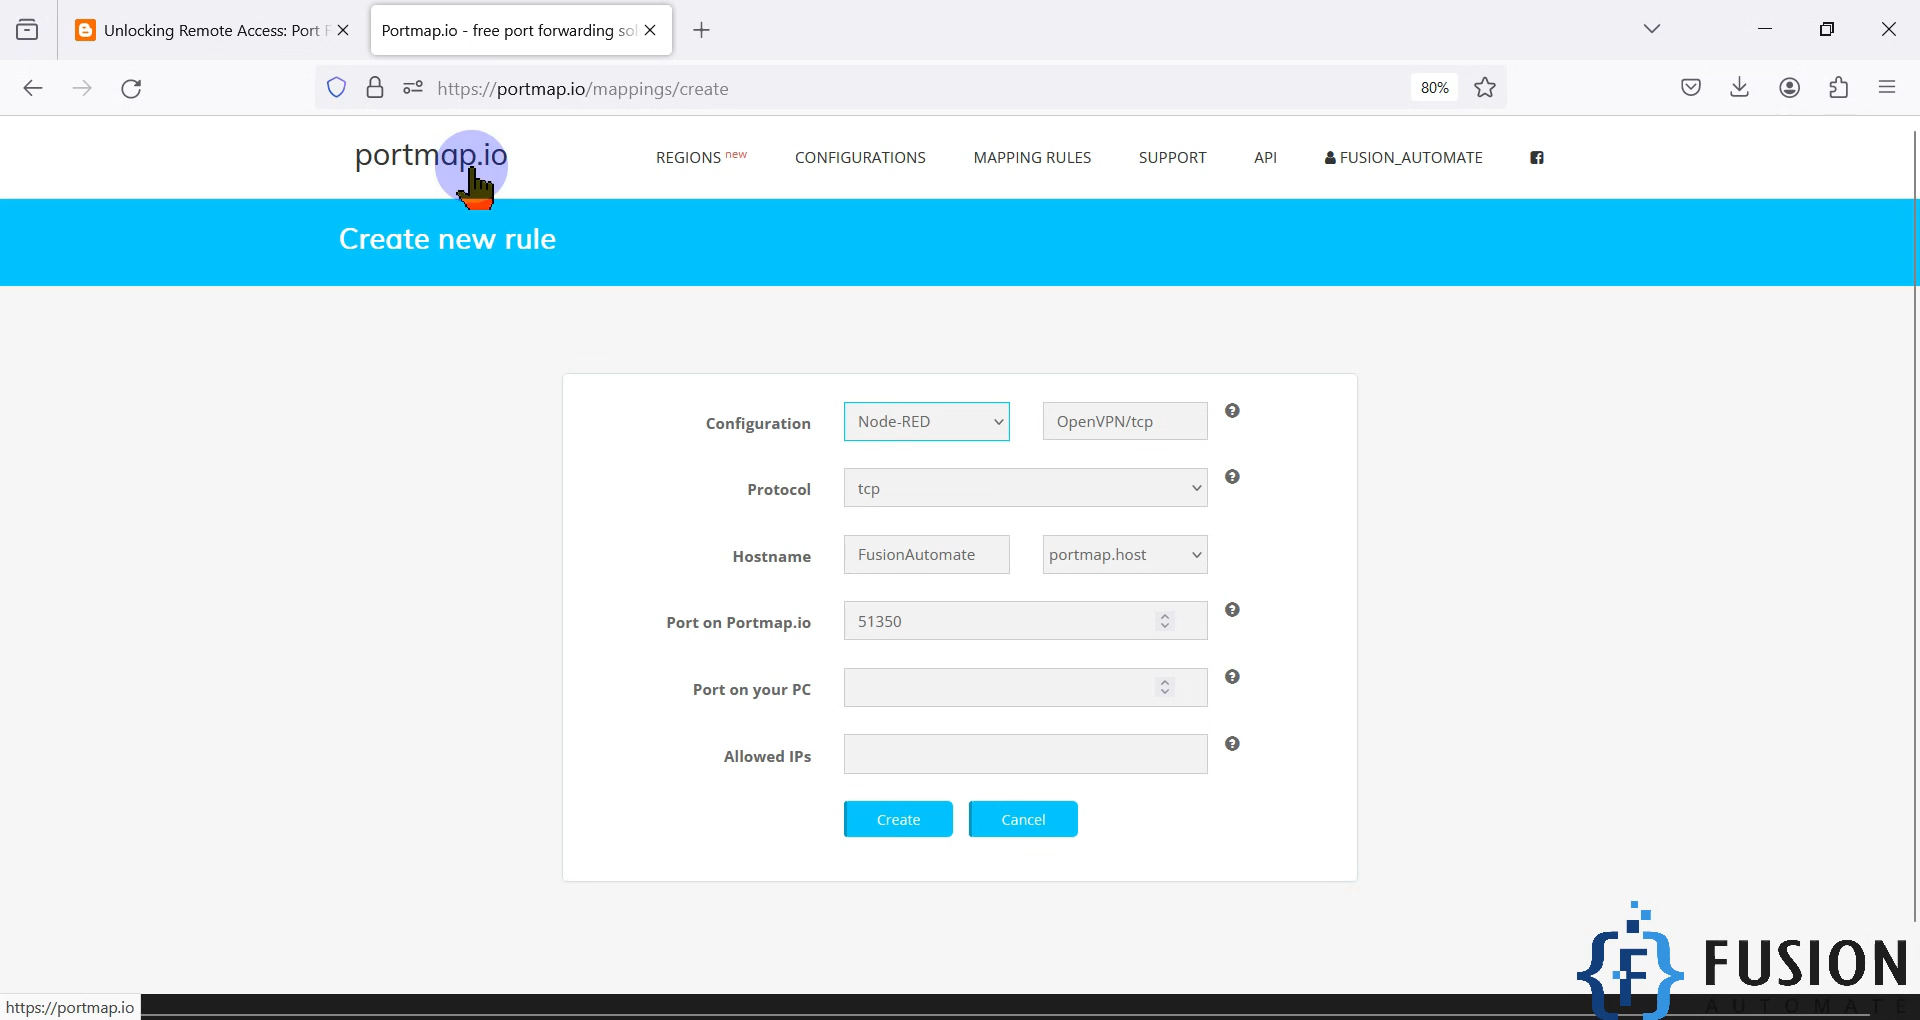 Unlocking Remote Access: Port F
Portmap.io - free port forwarding sol
https://portmap.io/mappings/create
80%
portmap.io
REGIONS new
CONFIGURATIONS
MAPPING RULES
SUPPORT
API
FUSION_AUTOMATE
Create new rule
Configuration
Node-RED
OpenVPN/tcp
Protocol
tcp
Hostname
FusionAutomate
portmap.host
Port on Portmap.io
51350
Port on your PC
Allowed IPs
Create
Cancel
F
FUSION
AUTOMATE
https://portmap.io